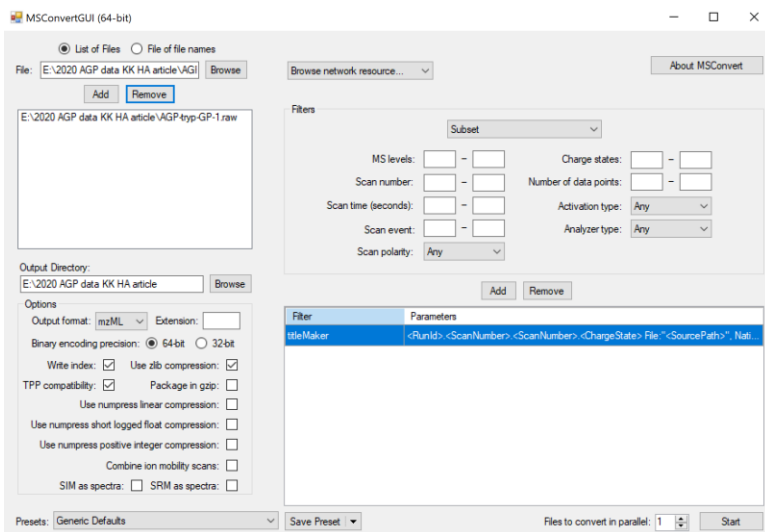 MSConvertGUI (64-bit)
List of Files File of file names
File: E:\2020 AGP data KK HA article\AGI Browse
Add Remove
E:\2020 AGP data KK HA article\AGP-tryp-GP-1.raw
Output Directory:
E:\2020 AGP data KK HA article Browse
Options
Output format: mzML Extension:
Binary encoding precision: 64-bit 32-bit
Write index: Use zlib compression:
TPP compatibility: Package in gzip:
Use numpress linear compression:
Use numpress short logged float compression:
Use numpress positive integer compression:
Combine ion mobility scans:
SIM as spectra: SRM as spectra:
Presets: Generic Defaults
Browse network resource... About MSConvert
Filters
Subset
MS levels: - Charge states: -
Scan number: - Number of data points: -
Scan time (seconds): - Activation type: Any
Scan event: - Analyzer type: Any
Scan polarity: Any
Add Remove
Filter Parameters
titleMaker <RunId>.<ScanNumber>.<ScanNumber>.<ChargeState> File:"<SourcePath>", Nati...
Save Preset Files to convert in parallel: 1 Start